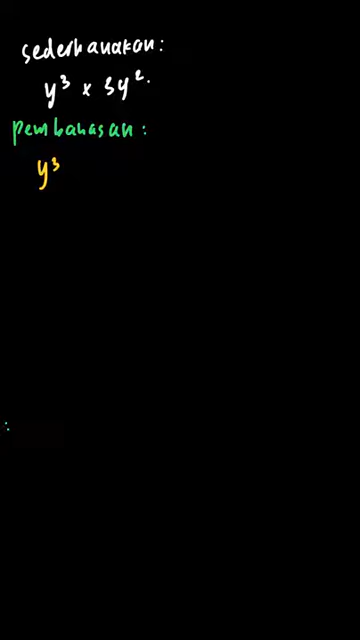 sederhanakan:
y³ × 3y².
pembahasan:
y³